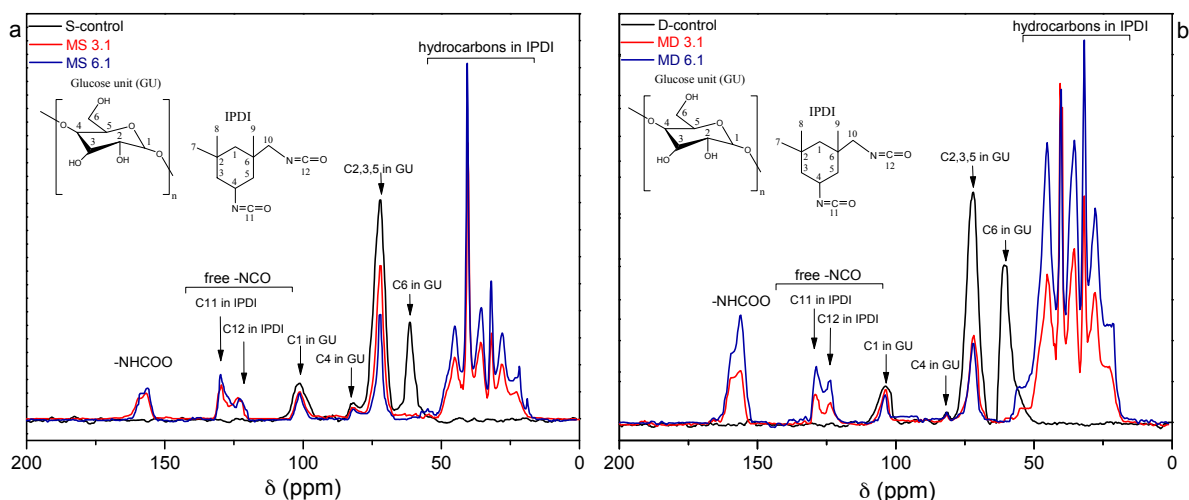 a
S-control
MS 3.1
MS 6.1
hydrocarbons in IPDI
Glucose unit (GU)
OH
6
4
5
O
O
3
2
1
HO
OH
O
n
IPDI
8
9
7
1
10
2
6
N=C=O
12
3
5
4
N=C=O
11
C2,3,5 in GU
C6 in GU
free -NCO
C11 in IPDI
C12 in IPDI
-NHCOO
C1 in GU
C4 in GU
200
150
100
50
0
δ (ppm)
b
D-control
MD 3.1
MD 6.1
hydrocarbons in IPDI
Glucose unit (GU)
OH
6
4
5
O
O
3
2
1
HO
OH
O
n
IPDI
8
9
7
1
10
2
6
N=C=O
12
3
5
4
N=C=O
11
C2,3,5 in GU
C6 in GU
free -NCO
-NHCOO
C11 in IPDI
C12 in IPDI
C1 in GU
C4 in GU
200
150
100
50
0
δ (ppm)